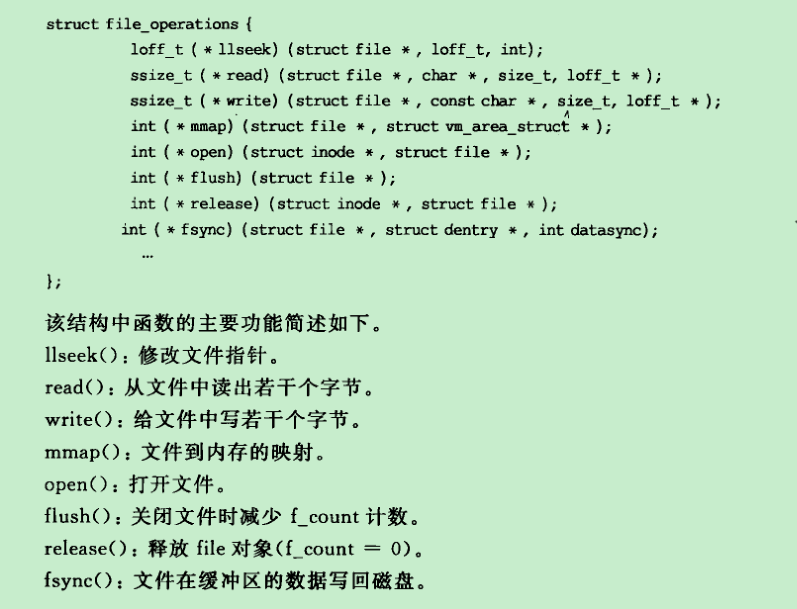 struct file_operations {
loff_t ( * llseek) (struct file * , loff_t, int);
ssize_t ( * read) (struct file * , char * , size_t, loff_t * );
ssize_t ( * write) (struct file * , const char * , size_t, loff_t * );
int ( * mmap) (struct file * , struct vm_area_struct * );
int ( * open) (struct inode * , struct file * );
int ( * flush) (struct file * );
int ( * release) (struct inode * , struct file * );
int ( * fsync) (struct file * , struct dentry * , int datasync);
…
};
该结构中函数的主要功能简述如下。
llseek()：修改文件指针。
read()：从文件中读出若干个字节。
write()：给文件中写若干个字节。
mmap()：文件到内存的映射。
open()：打开文件。
flush()：关闭文件时减少 f_count 计数。
release()：释放 file 对象(f_count = 0)。
fsync()：文件在缓冲区的数据写回磁盘。